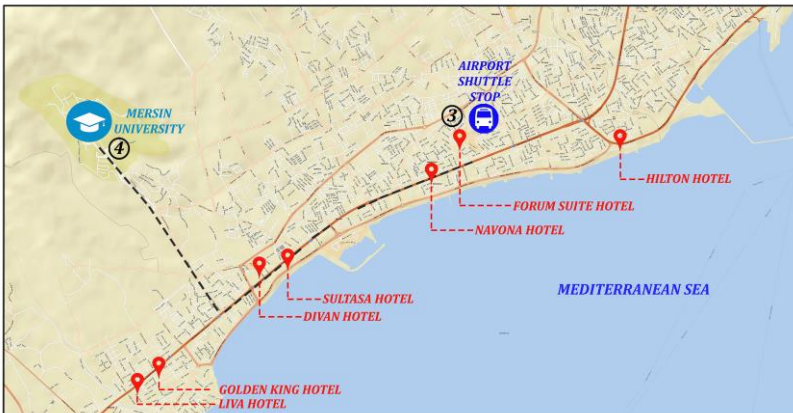 AIRPORT
SHUTTLE
STOP
3
MERSIN
UNIVERSITY
4
HILTON HOTEL
FORUM SUITE HOTEL
NAVONA HOTEL
MEDITERRANEAN SEA
SULTASA HOTEL
DIVAN HOTEL
GOLDEN KING HOTEL
LIVA HOTEL